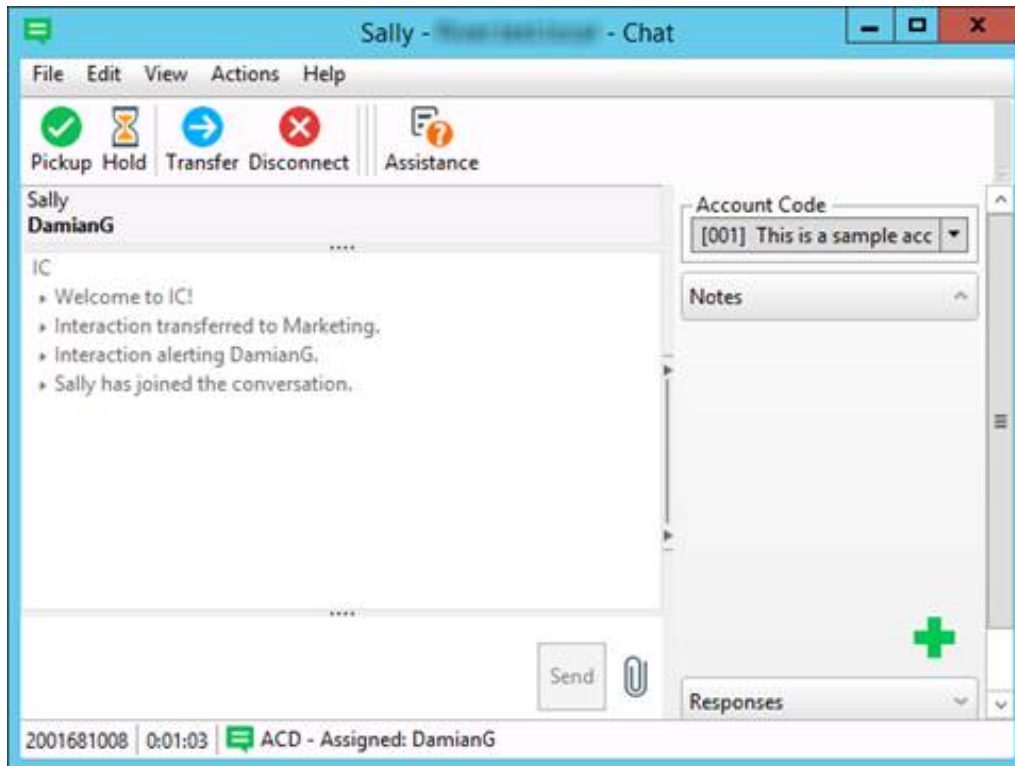 Sally - - Chat
File Edit View Actions Help
Pickup Hold Transfer Disconnect Assistance
Sally
DamianG
IC
Welcome to IC!
Interaction transferred to Marketing.
Interaction alerting DamianG.
Sally has joined the conversation.
Send
Account Code
[001] This is a sample acc
Notes
Responses
2001681008 0:01:03 ACD - Assigned: DamianG